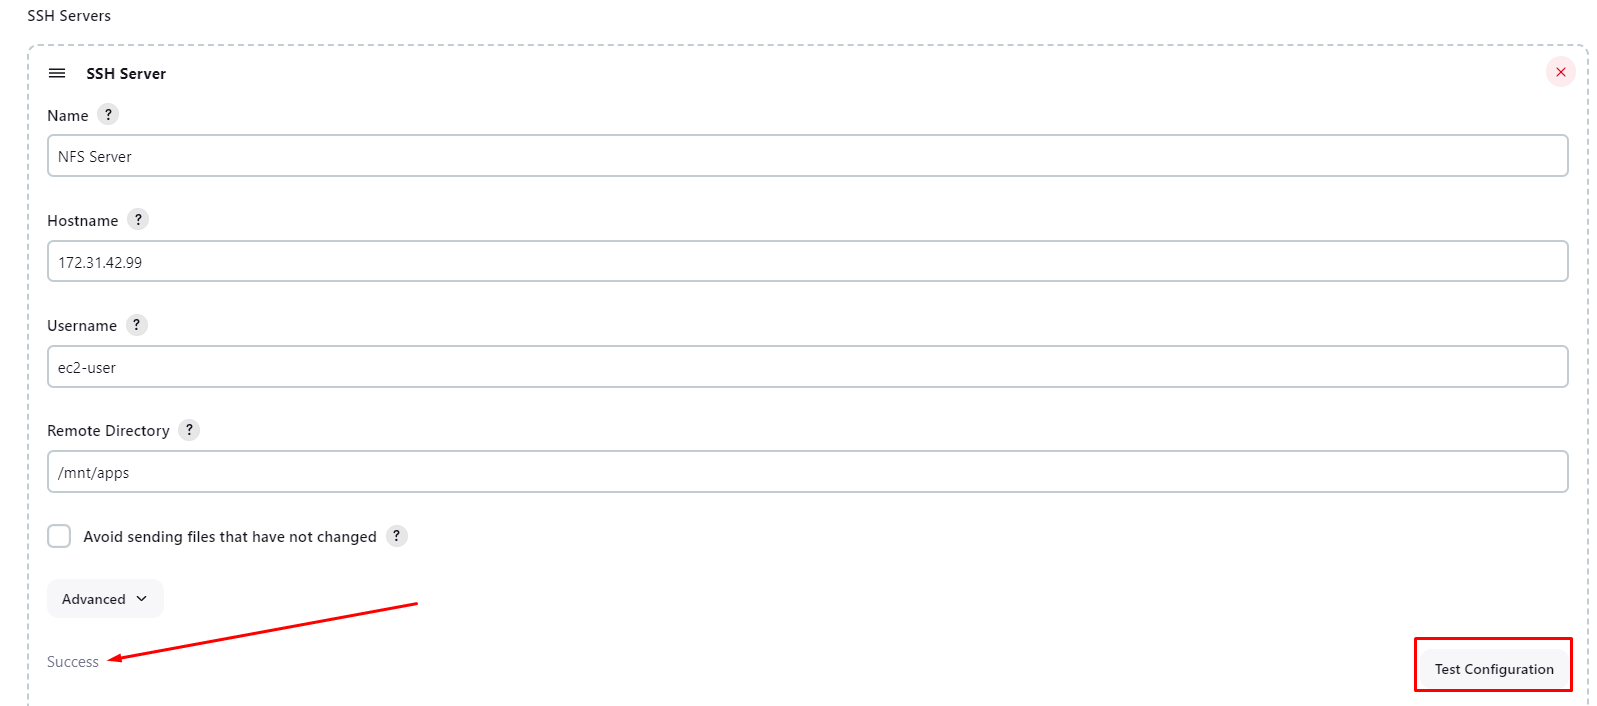 SSH Servers
SSH Server
Name ?
NFS Server
Hostname ?
172.31.42.99
Username ?
ec2-user
Remote Directory ?
/mnt/apps
Avoid sending files that have not changed ?
Advanced
Success
Test Configuration